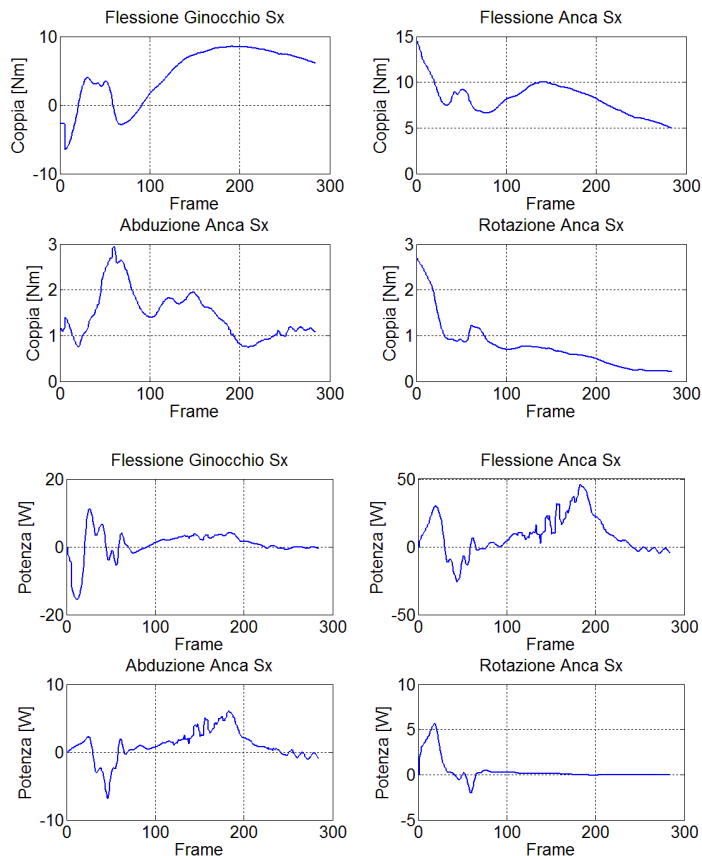 Flessione Ginocchio Sx
Flessione Anca Sx
Coppia [Nm]
10
0
-10
0
100
200
300
Frame
Coppia [Nm]
15
10
5
0
0
100
200
300
Frame
Abduzione Anca Sx
Rotazione Anca Sx
Coppia [Nm]
3
2
1
0
0
100
200
300
Frame
Coppia [Nm]
3
2
1
0
0
100
200
300
Frame
Flessione Ginocchio Sx
Flessione Anca Sx
Potenza [W]
20
0
-20
0
100
200
300
Frame
Potenza [W]
50
0
-50
0
100
200
300
Frame
Abduzione Anca Sx
Rotazione Anca Sx
Potenza [W]
10
5
0
-5
-10
0
100
200
300
Frame
Potenza [W]
10
5
0
-5
0
100
200
300
Frame